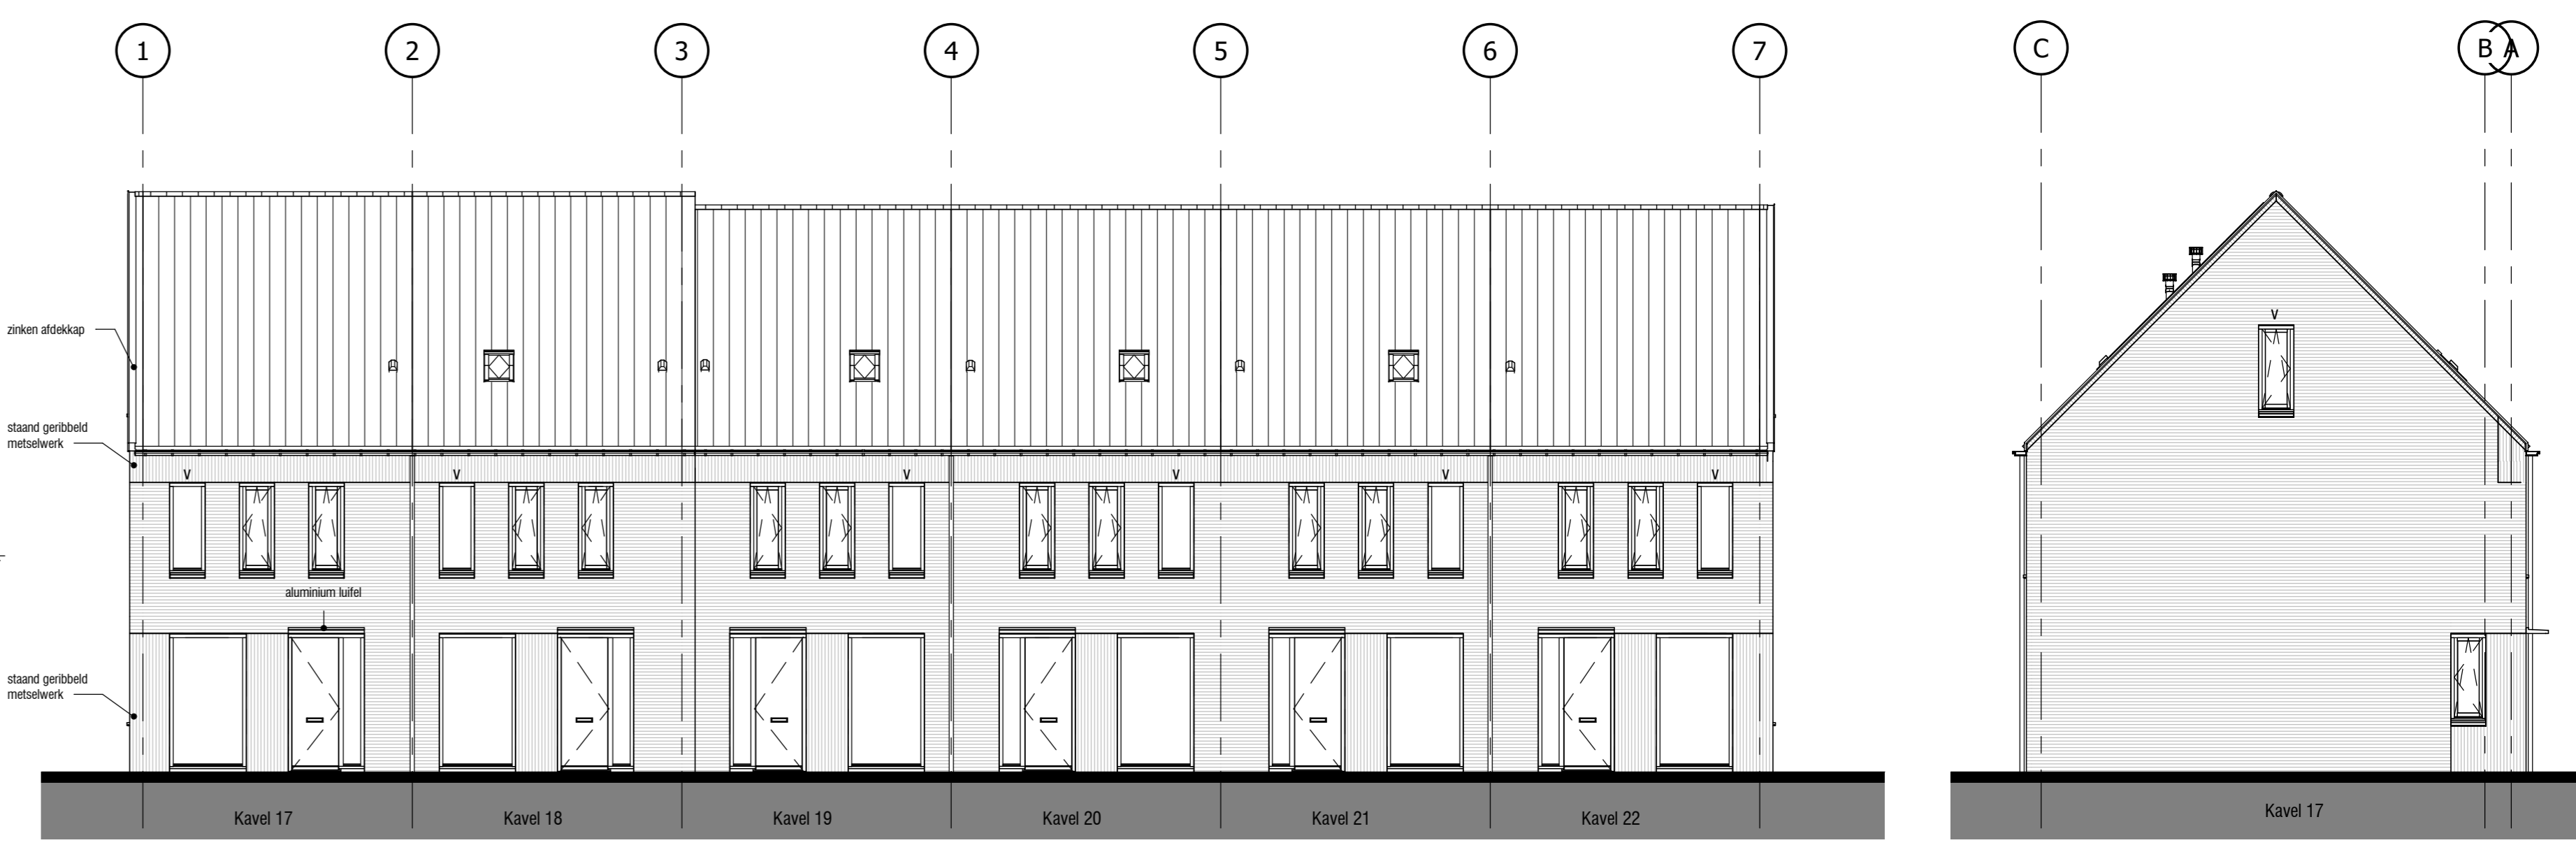 1 2 3 4 5 6 7 C B A
zinken afdekkap
V
staand geribbeld
metselwerk
V V V V V V
aluminium luifel
staand geribbeld
metselwerk
Kavel 17 Kavel 18 Kavel 19 Kavel 20 Kavel 21 Kavel 22 Kavel 17